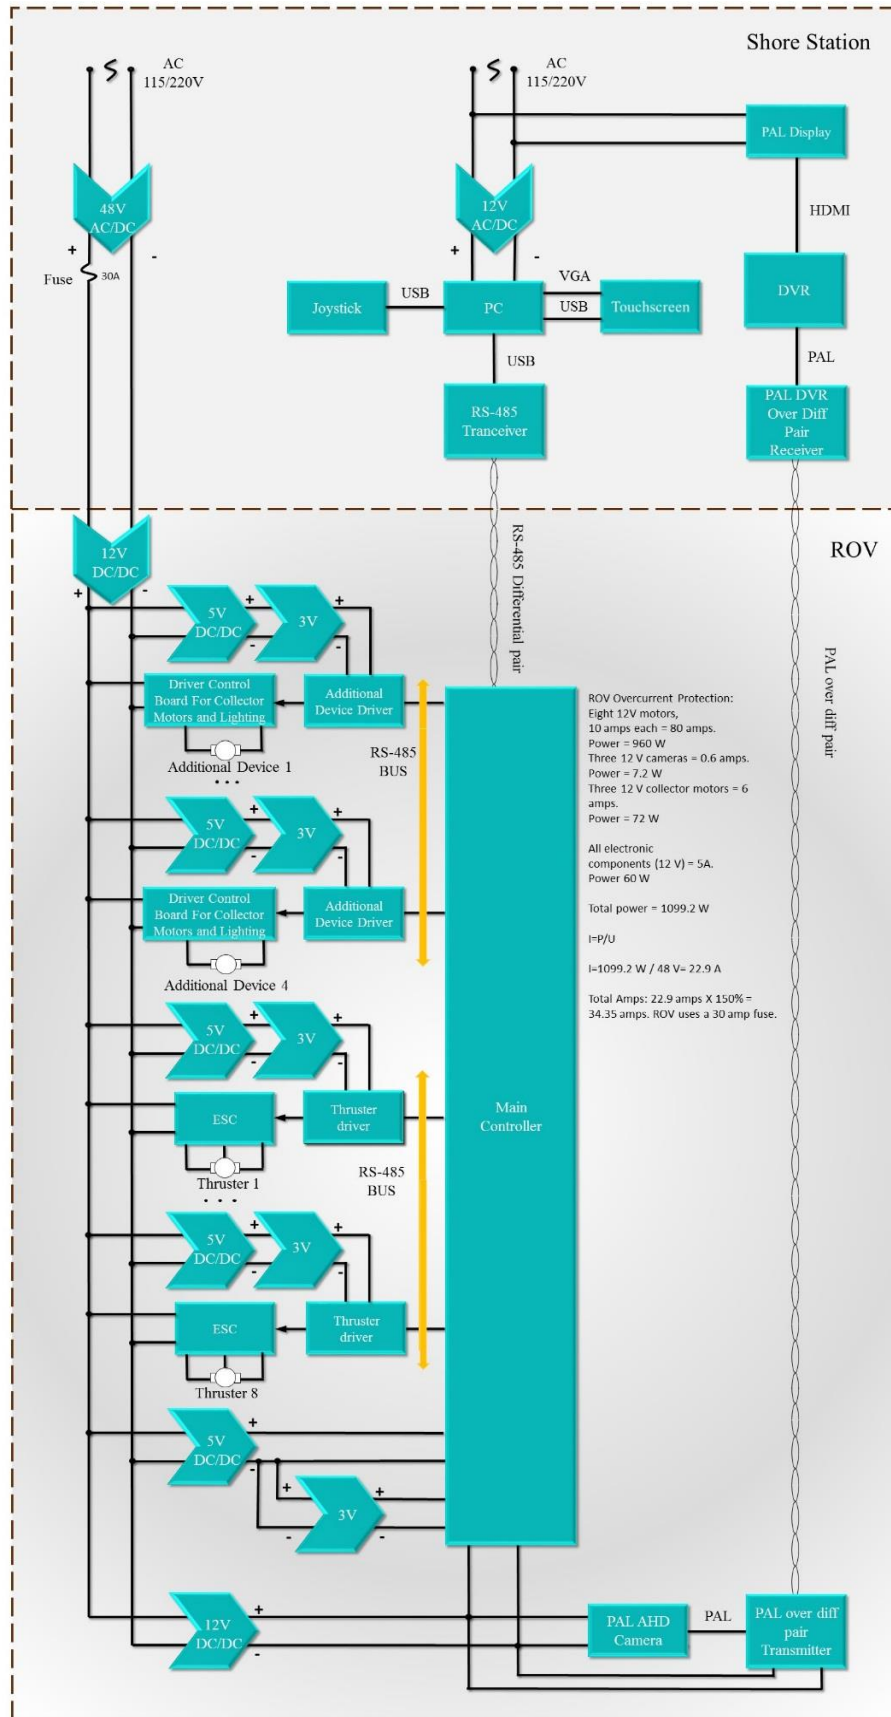 Shore Station
AC
115/220V
AC
115/220V
PAL Display
48V
AC/DC
12V
AC/DC
HDMI
+
-
+
-
Fuse
30A
VGA
USB
USB
Joystick
PC
Touchscreen
DVR
USB
PAL
RS-485
Tranceiver
PAL DVR
Over Diff
Pair
Receiver
12V
DC/DC
ROV
+
-
RS-485 Differential pair
PAL over diff pair
5V
DC/DC
+
-
3V
+
-
Driver Control
Board For Collector
Motors and Lighting
Additional
Device Driver
Additional Device 1
...
RS-485
BUS
5V
DC/DC
+
-
3V
+
-
Driver Control
Board For Collector
Motors and Lighting
Additional
Device Driver
Additional Device 4
ROV Overcurrent Protection:
Eight 12V motors,
10 amps each = 80 amps.
Power = 960 W
Three 12 V cameras = 0.6 amps.
Power = 7.2 W
Three 12 V collector motors = 6
amps.
Power = 72 W
All electronic
components (12 V) = 5A.
Power 60 W
Total power = 1099.2 W
I=P/U
I=1099.2 W / 48 V= 22.9 A
Total Amps: 22.9 amps X 150% =
34.35 amps. ROV uses a 30 amp fuse.
5V
DC/DC
+
-
3V
+
-
ESC
Thruster
driver
Main
Controller
Thruster 1
...
RS-485
BUS
5V
DC/DC
+
-
3V
+
-
ESC
Thruster
driver
Thruster 8
5V
DC/DC
+
-
+
-
3V
+
-
12V
DC/DC
+
-
PAL AHD
Camera
PAL
PAL over diff
pair
Transmitter